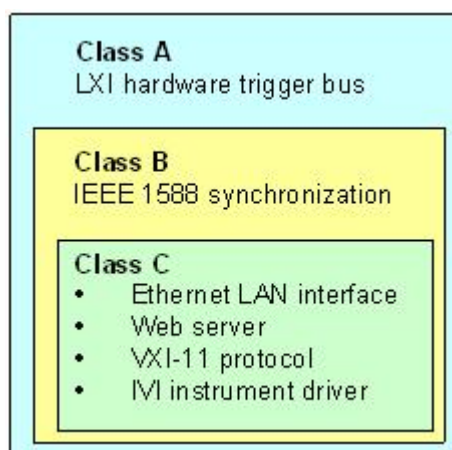 Class A
LXI hardware trigger bus
Class B
IEEE 1588 synchronization
Class C
• Ethernet LAN interface
• Web server
• VXI-11 protocol
• IVI instrument driver